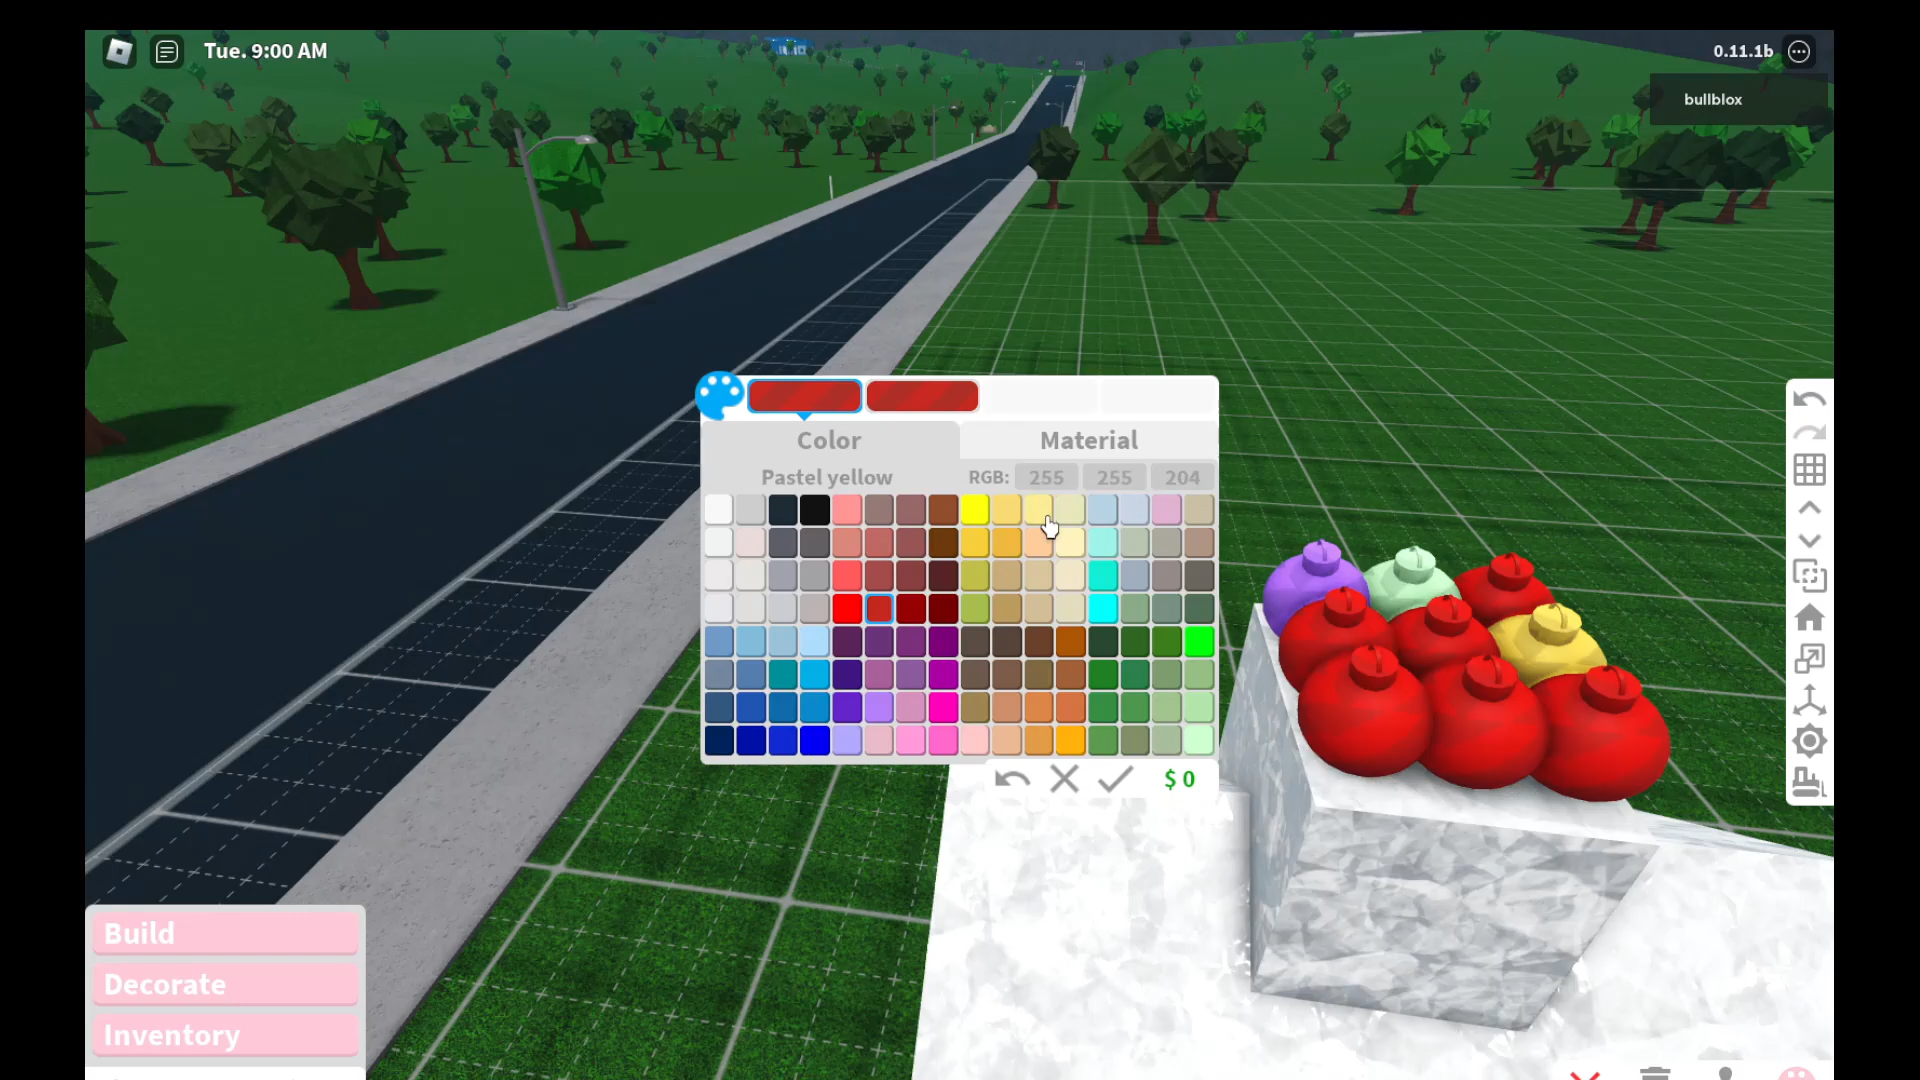 Tue. 9:00 AM
0.11.1b
bullblox
Color
Material
Pastel yellow
RGB: 255 255 204
$ 0
Build
Decorate
Inventory